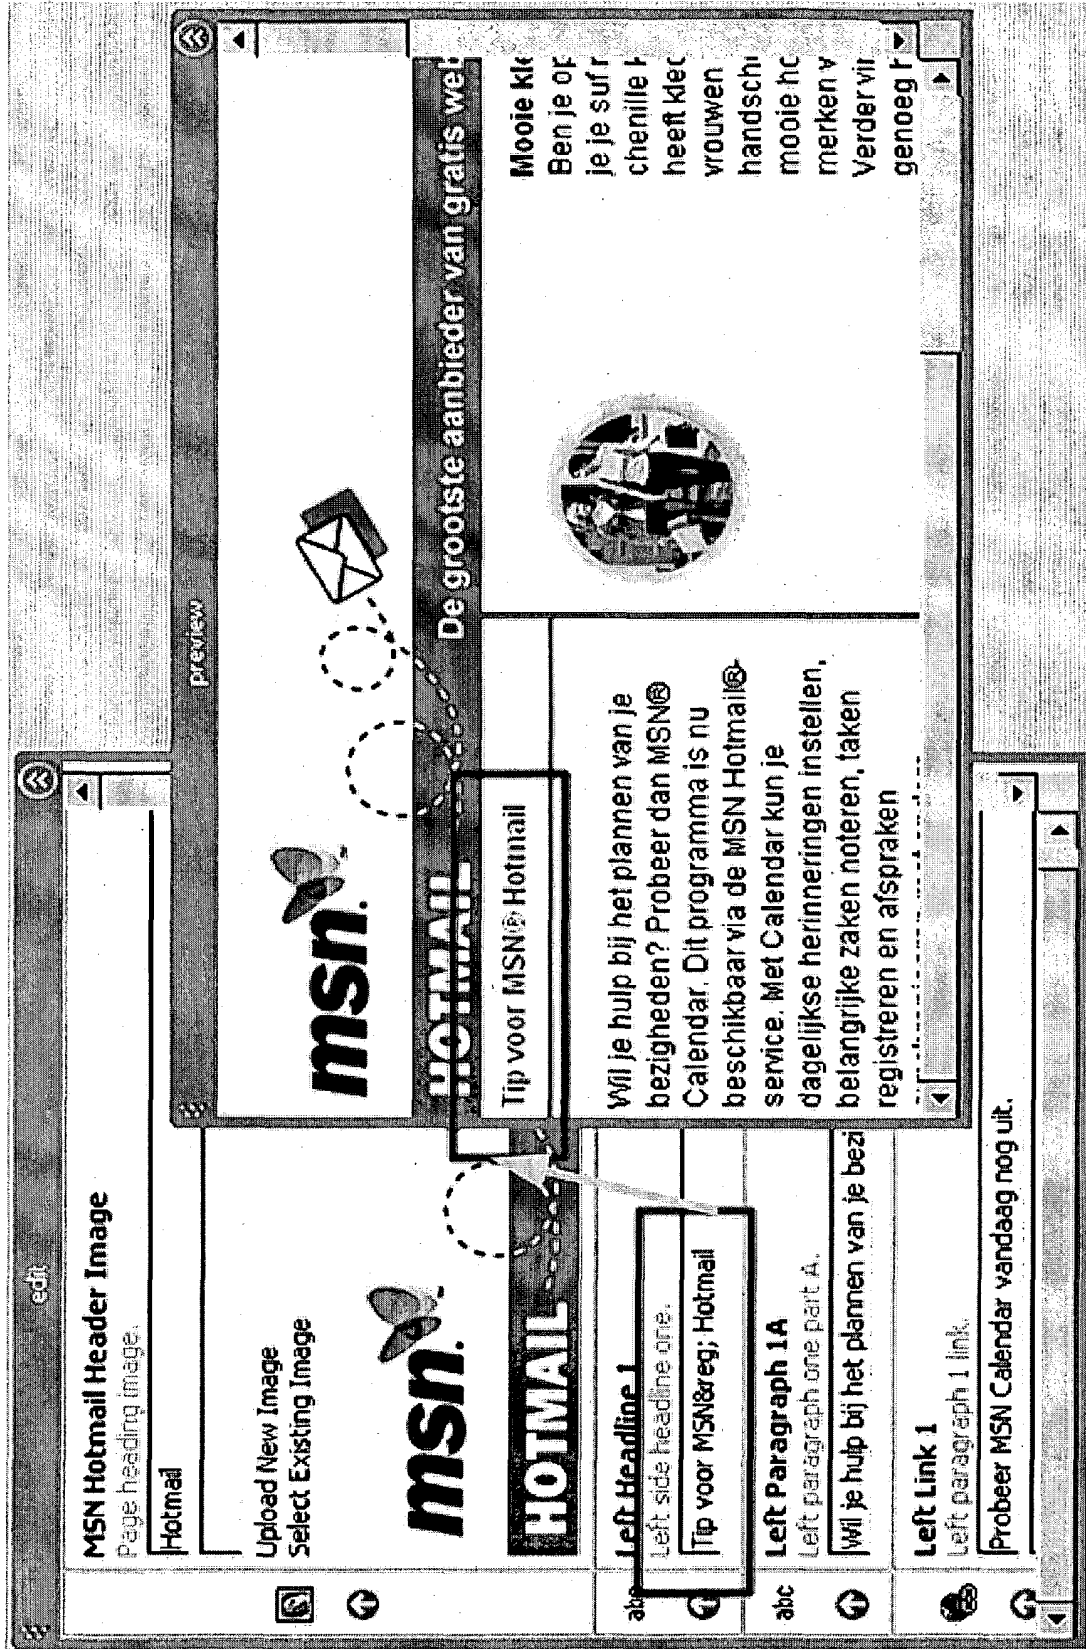 edit
MSN Hotmail Header Image
Page heading image.
Hotmail
Upload New Image
Select Existing Image
msn.
HOTMAIL
abc
Left Headline 1
Left side headline one.
Tip voor MSN&reg; Hotmail
abc
Left Paragraph 1A
Left paragraph one part A.
Wil je hulp bij het plannen van je bezi
Left Link 1
Left paragraph 1 link.
Probeer MSN Calendar vandaag nog uit.
preview
msn.
HOTMAIL
De grootste aanbieder van gratis web
Tip voor MSN® Hotmail
Wil je hulp bij het plannen van je
bezigheden? Probeer dan MSN®
Calendar. Dit programma is nu
beschikbaar via de MSN Hotmail®-
service. Met Calendar kun je
dagelijkse herinneringen instellen,
belangrijke zaken noteren, taken
registreren en afspraken
Mooie kle
Ben je op
je je suf r
chenille
heeft kled
vrouwen
handsch
mooie ho
merken v
Verder vir
genoeg